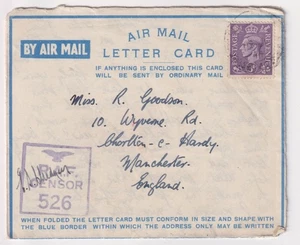 AIR MAIL
BY AIR MAIL
LETTER CARD
IF ANYTHING IS ENCLOSED THIS CARD
WILL BE SENT BY ORDINARY MAIL
POSTAGE
Miss. R. Goodson.
10. Wyverne Rd.
Chorlton-c-Hardy.
Manchester.
England.
CENSOR
526
WHEN FOLDED THE LETTER CARD MUST CONFORM IN SIZE AND SHAPE WITH
THE BLUE BORDER WITHIN WHICH THE ADDRESS ONLY MAY BE WRITTEN